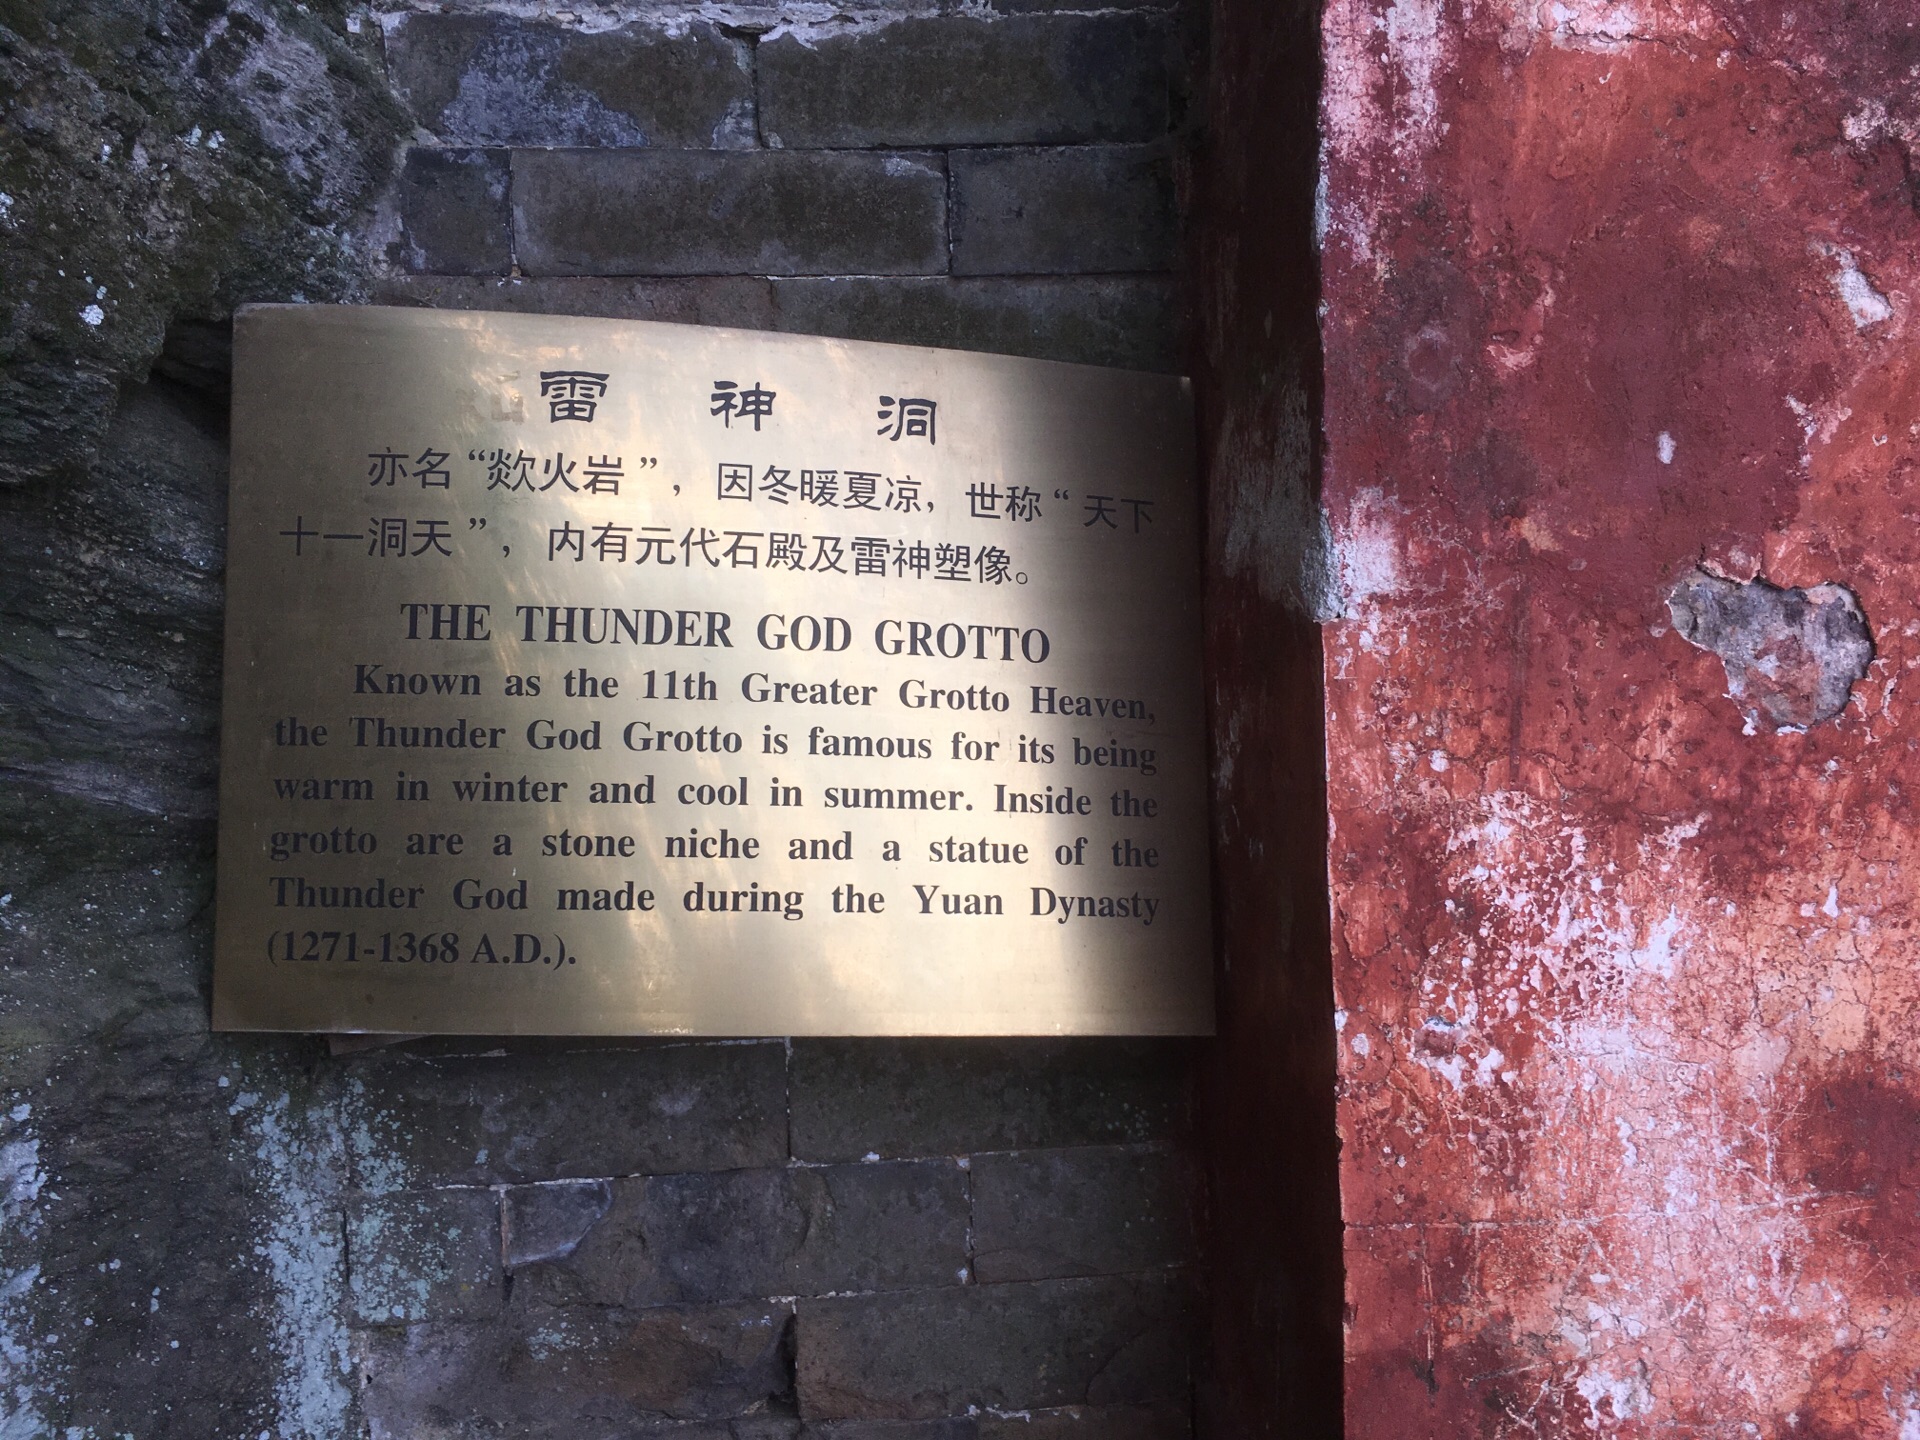 雷神洞
亦名“欻火岩”，因冬暖夏凉，世称“天下
十一洞天”，内有元代石殿及雷神塑像。
THE THUNDER GOD GROTTO
Known as the 11th Greater Grotto Heaven,
the Thunder God Grotto is famous for its being
warm in winter and cool in summer. Inside the
grotto are a stone niche and a statue of the
Thunder God made during the Yuan Dynasty
(1271-1368 A.D.).